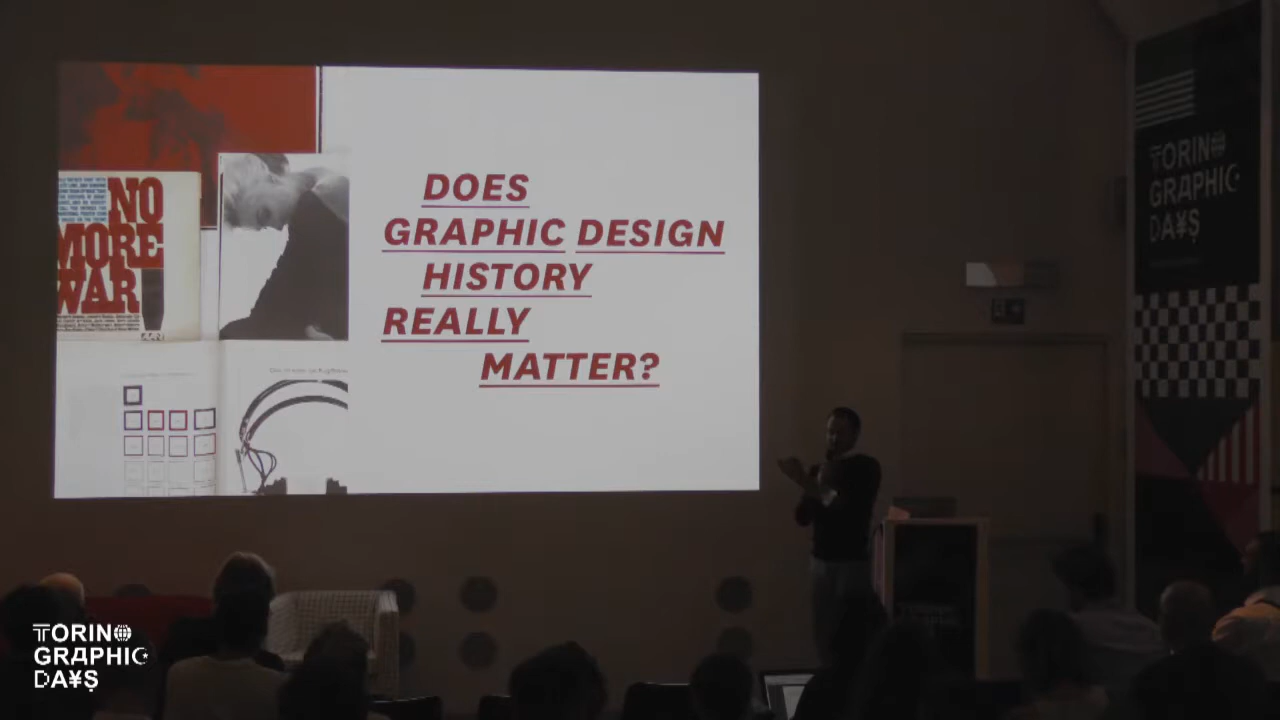 DOES
GRAPHIC DESIGN
HISTORY
REALLY
MATTER?
NO
MORE
WAR
TORINO
GRAPHIC
DA¥Ș
TORINO
GRAPHIC
DA¥Ș